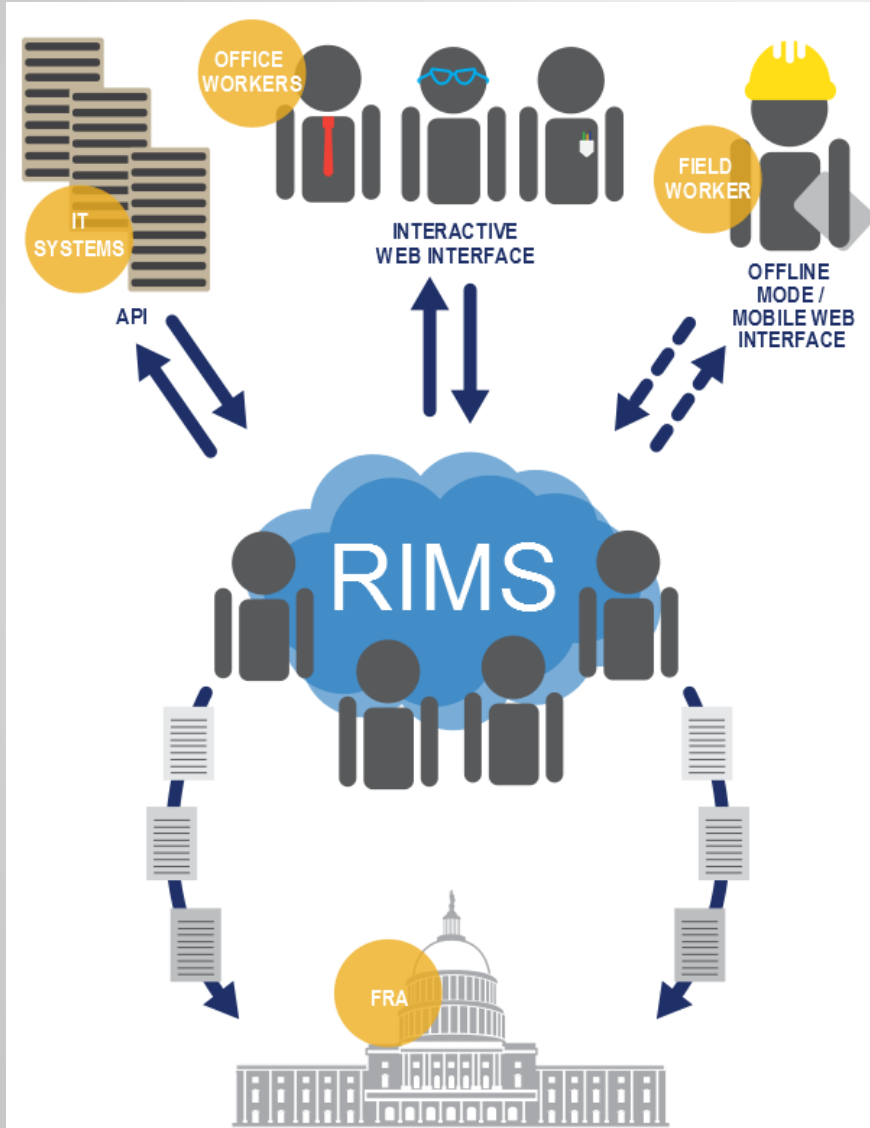 OFFICE
WORKERS
IT
SYSTEMS
API
INTERACTIVE
WEB INTERFACE
FIELD
WORKER
OFFLINE
MODE /
MOBILE WEB
INTERFACE
RIMS
FRA